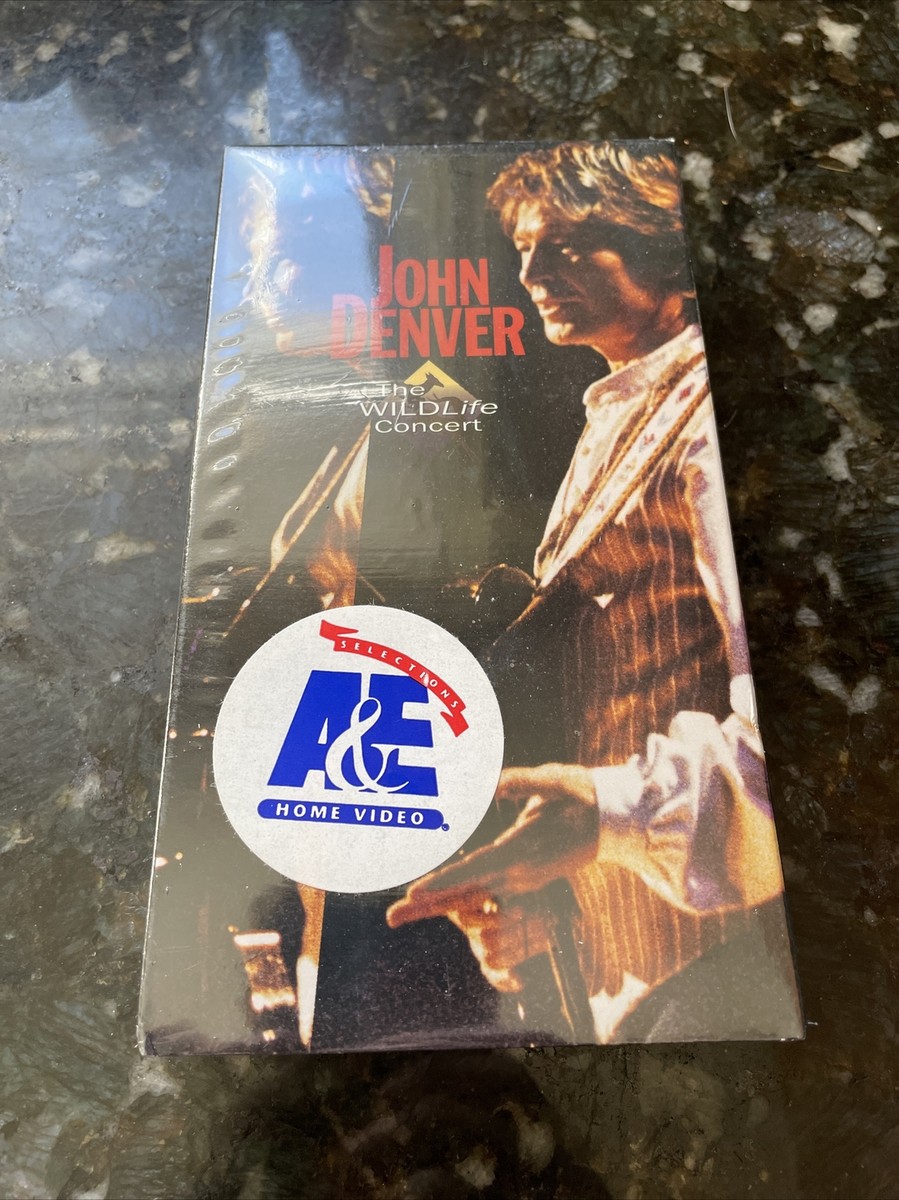 JOHN
DENVER
The
WILDLife
Concert
SELECTIONS
A&E
HOME VIDEO